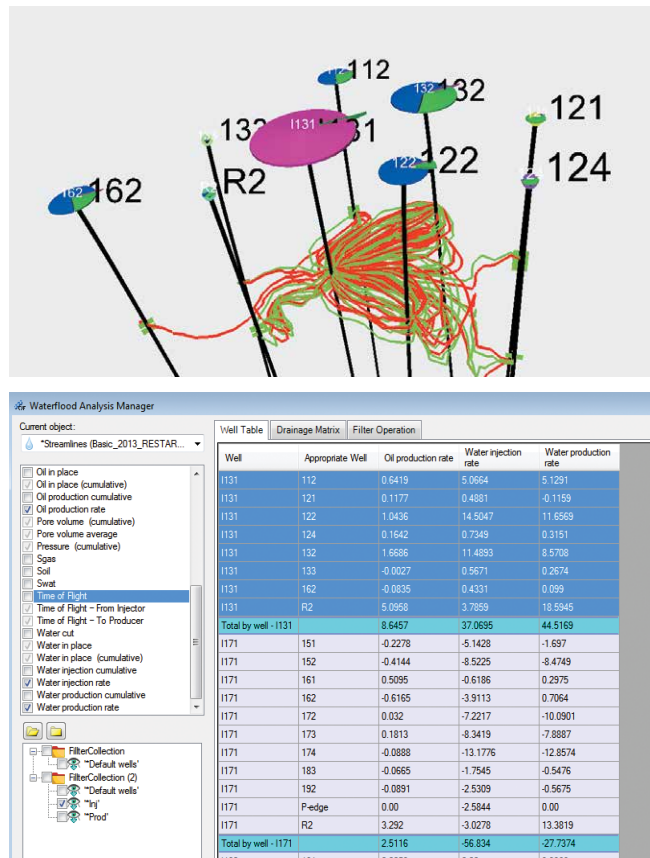 112
132
121
133
I131
122
124
162
R2
Waterflood Analysis Manager
Current object:
*Streamlines (Basic_2013_RESTAR...
Oil in place
Oil in place (cumulative)
Oil production cumulative
Oil production rate
Pore volume (cumulative)
Pore volume average
Pressure (cumulative)
Sgas
Soil
Swat
Time of Flight
Time of Flight - From Injector
Time of Flight - To Producer
Water cut
Water in place
Water in place (cumulative)
Water injection cumulative
Water injection rate
Water production cumulative
Water production rate
FilterCollection
'*Default wells'
FilterCollection (2)
'*Default wells'
'*Inj'
'*Prod'
Well Table Drainage Matrix Filter Operation
Well Appropriate Well Oil production rate Water injection rate Water production rate
I131 112 0.6419 5.0664 5.1291
I131 121 0.1177 0.4881 -0.1159
I131 122 1.0436 14.5047 11.6569
I131 124 0.1642 0.7349 0.3151
I131 132 1.6686 11.4893 8.5708
I131 133 -0.0027 0.5671 0.2674
I131 162 -0.0835 0.4331 0.099
I131 R2 5.0958 3.7859 18.5945
Total by well - I131 8.6457 37.0695 44.5169
I171 151 -0.2278 -5.1428 -1.697
I171 152 -0.4144 -8.5225 -8.4749
I171 161 0.5095 -0.6186 0.2975
I171 162 -0.6165 -3.9113 0.7064
I171 172 0.032 -7.2217 -10.0901
I171 173 0.1813 -8.3419 -7.8887
I171 174 -0.0888 -13.1776 -12.8574
I171 183 -0.0665 -1.7545 -0.5476
I171 192 -0.0891 -2.5309 -0.5675
I171 P-edge 0.00 -2.5844 0.00
I171 R2 3.292 -3.0278 13.3819
Total by well - I171 2.5116 -56.834 -27.7374